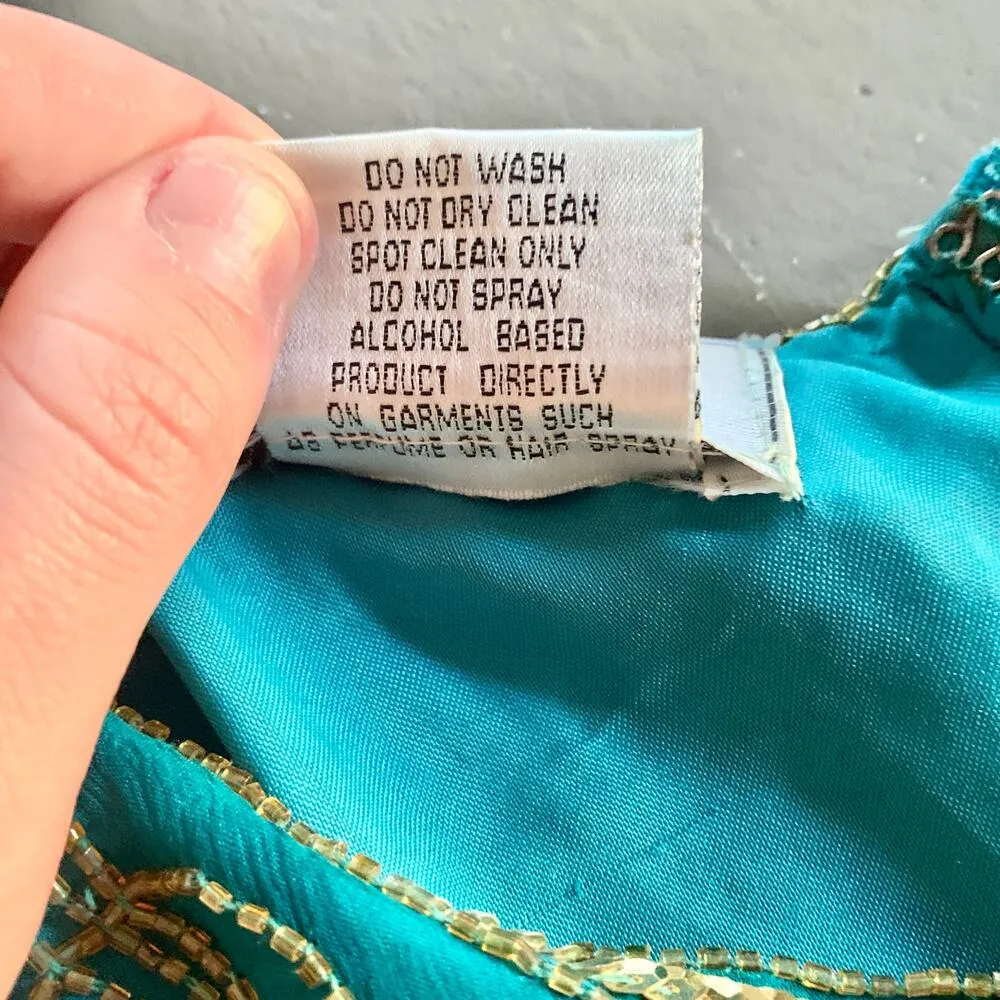 DO NOT WASH
DO NOT DRY CLEAN
SPOT CLEAN ONLY
DO NOT SPRAY
ALCOHOL BASED
PRODUCT DIRECTLY
ON GARMENTS SUCH
AS PERFUME OR HAIR SPRAY